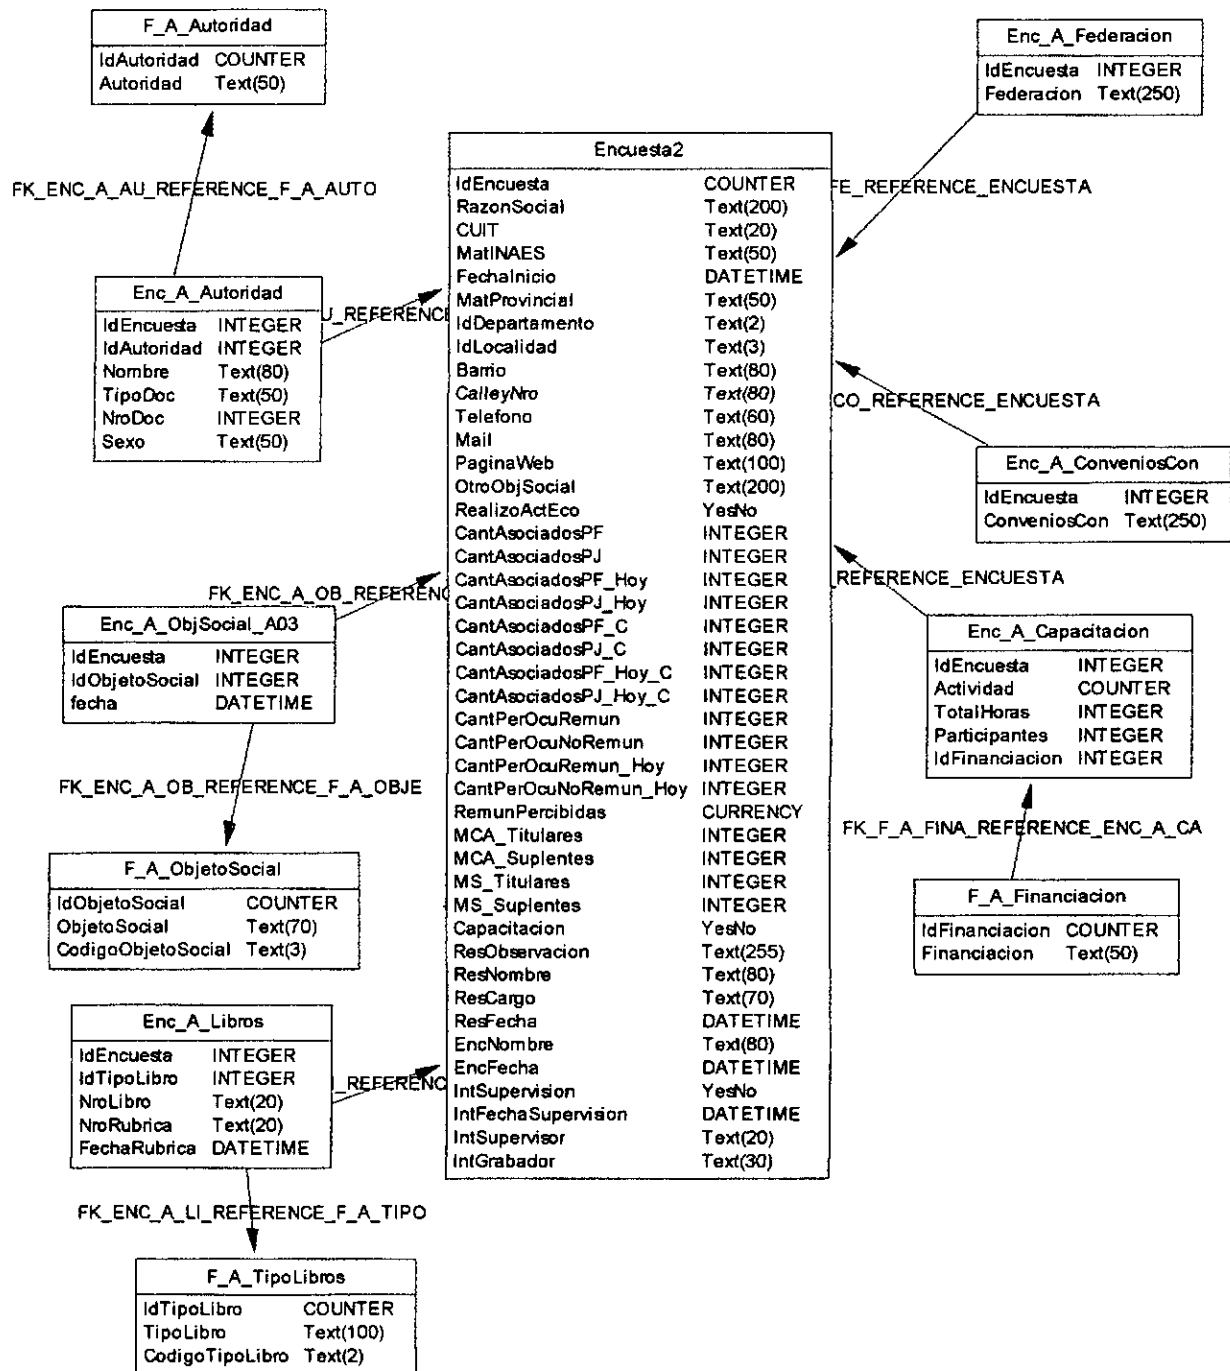 F_A_Autoridad
IdAutoridad COUNTER
Autoridad Text(50)
FK_ENC_A_AU_REFERENCE_F_A_AUTO
Enc_A_Autoridad
IdEncuesta INTEGER
IdAutoridad INTEGER
Nombre Text(80)
TipoDoc Text(50)
NroDoc INTEGER
Sexo Text(50)
U_REFERENCE
Enc_A_Federacion
IdEncuesta INTEGER
Federacion Text(250)
FE_REFERENCE_ENCUESTA
Encuesta2
IdEncuesta COUNTER
RazonSocial Text(200)
CUIT Text(20)
MatINAES Text(50)
FechaInicio DATETIME
MatProvincial Text(50)
IdDepartamento Text(2)
IdLocalidad Text(3)
Barrio Text(80)
CalleyNro Text(80)
Telefono Text(60)
Mail Text(80)
PaginaWeb Text(100)
OtroObjSocial Text(200)
RealizoActEco YesNo
CantAsociadosPF INTEGER
CantAsociadosPJ INTEGER
CantAsociadosPF_Hoy INTEGER
CantAsociadosPJ_Hoy INTEGER
CantAsociadosPF_C INTEGER
CantAsociadosPJ_C INTEGER
CantAsociadosPF_Hoy_C INTEGER
CantAsociadosPJ_Hoy_C INTEGER
CantPerOcuRemun INTEGER
CantPerOcuNoRemun INTEGER
CantPerOcuRemun_Hoy INTEGER
CantPerOcuNoRemun_Hoy INTEGER
RemunPercibidas CURRENCY
MCA_Titulares INTEGER
MCA_Suplentes INTEGER
MS_Titulares INTEGER
MS_Suplentes INTEGER
Capacitacion YesNo
ResObservacion Text(255)
ResNombre Text(80)
ResCargo Text(70)
ResFecha DATETIME
EncNombre Text(80)
EncFecha DATETIME
IntSupervision YesNo
IntFechaSupervision DATETIME
IntSupervisor Text(20)
IntGrabador Text(30)
CO_REFERENCE_ENCUESTA
Enc_A_ConveniosCon
IdEncuesta INTEGER
ConveniosCon Text(250)
_REFERENCE_ENCUESTA
Enc_A_Capacitacion
IdEncuesta INTEGER
Actividad COUNTER
TotalHoras INTEGER
Participantes INTEGER
IdFinanciacion INTEGER
FK_F_A_FINA_REFERENCE_ENC_A_CA
F_A_Financiacion
IdFinanciacion COUNTER
Financiacion Text(50)
FK_ENC_A_OB_REFERENC
Enc_A_ObjSocial_A03
IdEncuesta INTEGER
IdObjetoSocial INTEGER
fecha DATETIME
FK_ENC_A_OB_REFERENCE_F_A_OBJE
F_A_ObjetoSocial
IdObjetoSocial COUNTER
ObjetoSocial Text(70)
CodigoObjetoSocial Text(3)
Enc_A_Libros
IdEncuesta INTEGER
IdTipoLibro INTEGER
NroLibro Text(20)
NroRubrica Text(20)
FechaRubrica DATETIME
I_REFERENC
FK_ENC_A_LI_REFERENCE_F_A_TIPO
F_A_TipoLibros
IdTipoLibro COUNTER
TipoLibro Text(100)
CodigoTipoLibro Text(2)